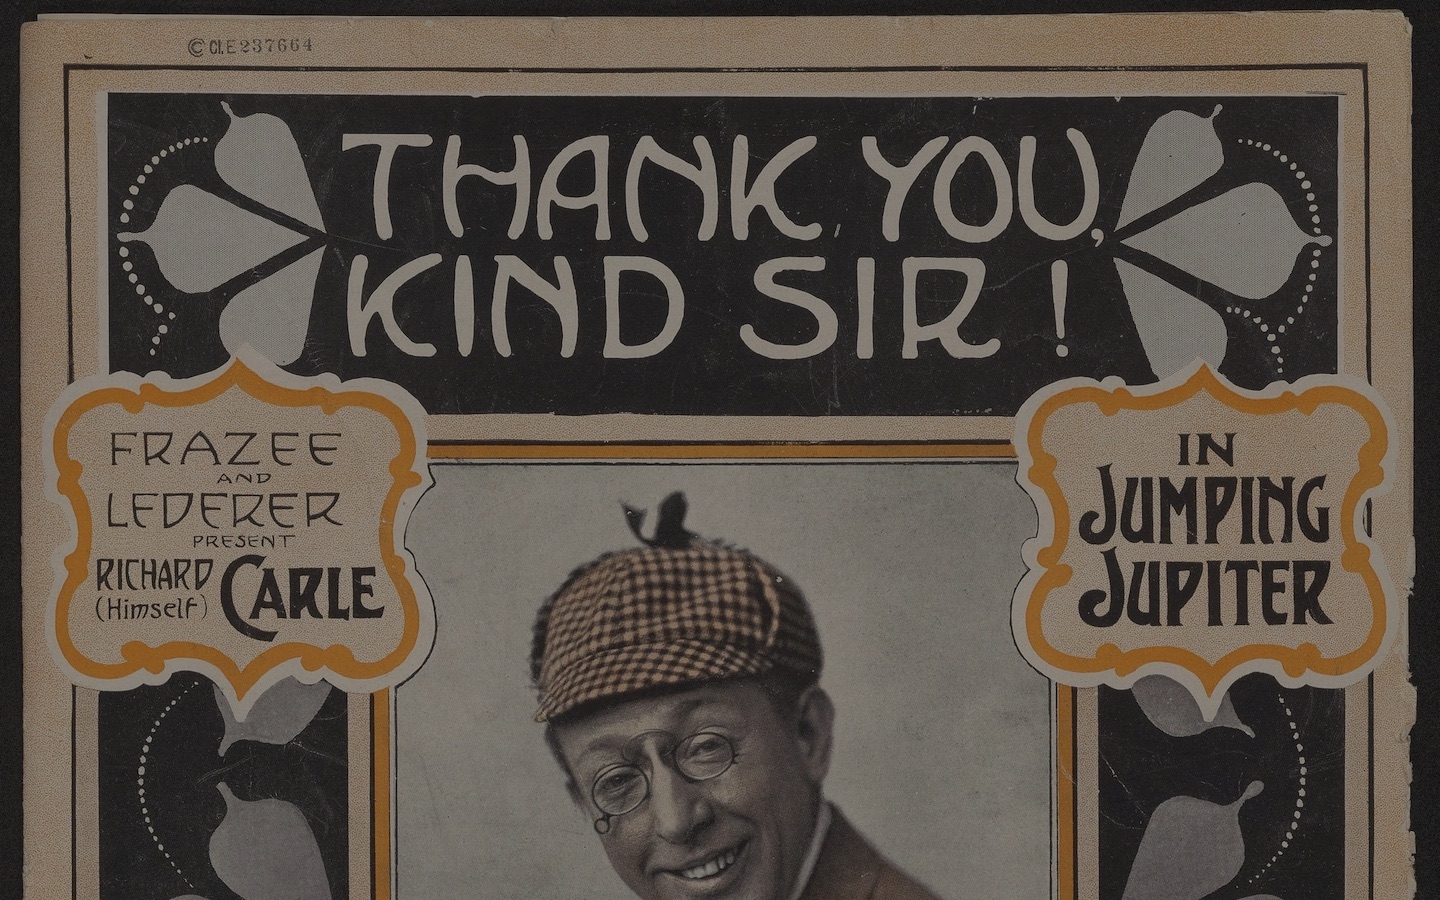 © Cl.E237664
THANK YOU,
KIND SIR!
FRAZEE
AND
LEDERER
PRESENT
RICHARD
(Himself)
CARLE
IN
JUMPING
JUPITER